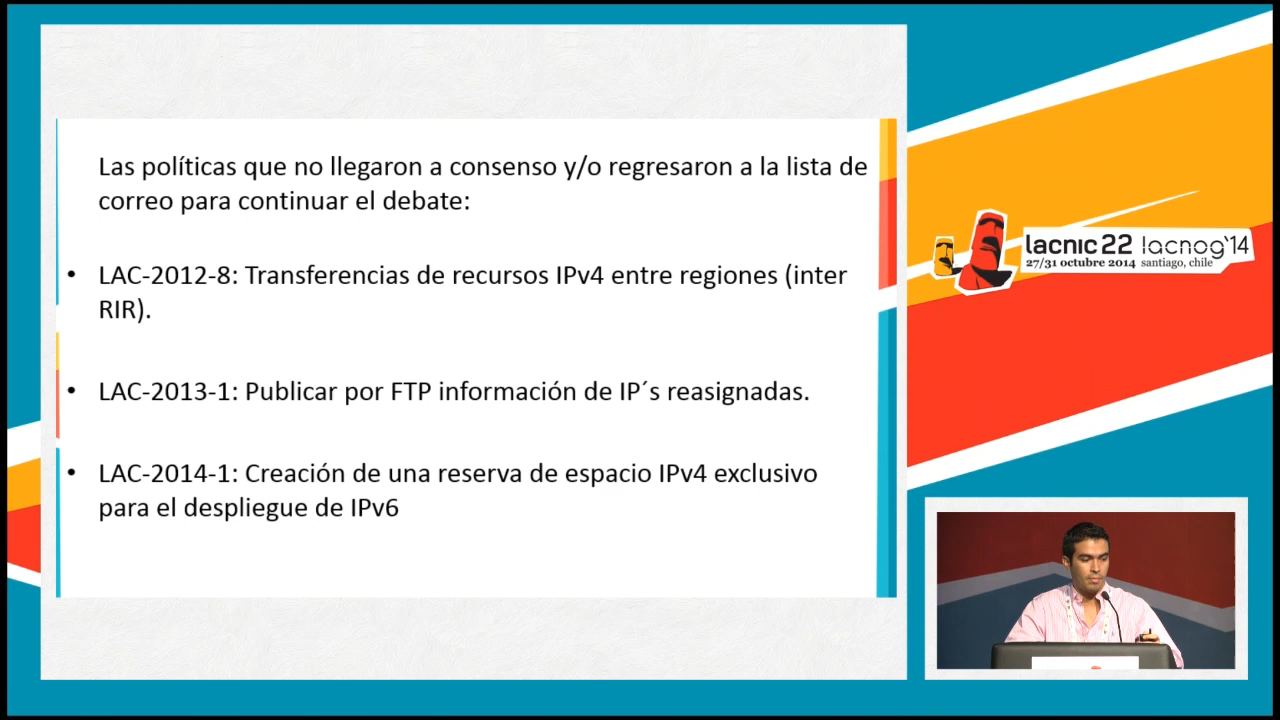 Las políticas que no llegaron a consenso y/o regresaron a la lista de
correo para continuar el debate:
• LAC-2012-8: Transferencias de recursos IPv4 entre regiones (inter
RIR).
• LAC-2013-1: Publicar por FTP información de IP´s reasignadas.
• LAC-2014-1: Creación de una reserva de espacio IPv4 exclusivo
para el despliegue de IPv6
lacnic 22 lacnog'14
27/31 octubre 2014 santiago, chile